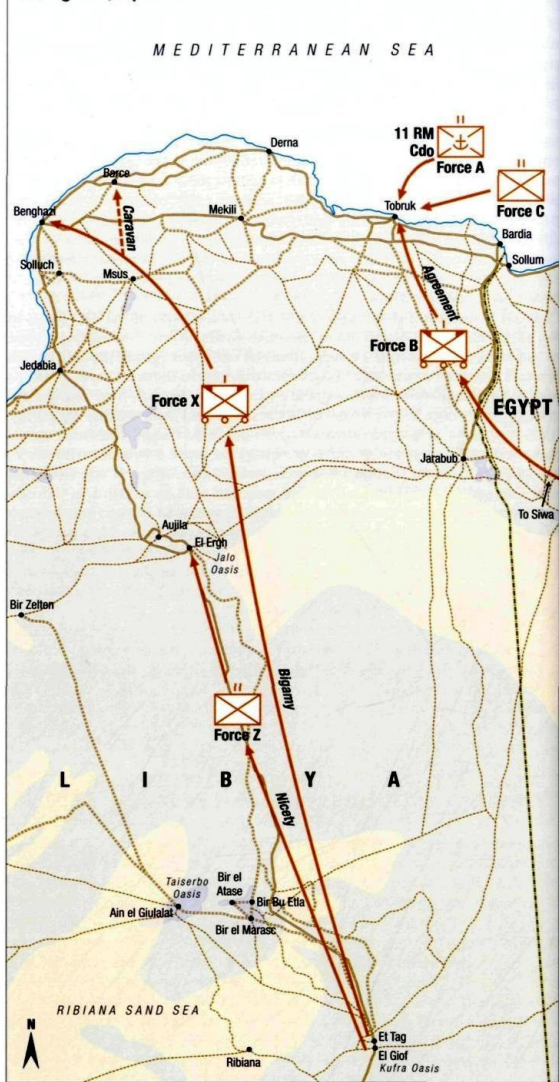 MEDITERRANEAN SEA
11 RM
Cdo
Force A
Force C
Derna
Barce
Tobruk
Benghazi
Mekili
Caravan
Bardia
Sollum
Solluch
Msus
Agreement
Force B
Jedabia
Force X
EGYPT
Jarabub
To Siwa
Aujila
El Ergh
Jalo
Oasis
Bir Zelten
Bigamy
Force Z
LIBYA
Nicety
Taiserbo
Oasis
Bir el
Atase
Bir Bu Etla
Ain el Giulalat
Bir el Marasc
RIBIANA SAND SEA
N
Et Tag
El Giof
Ribiana
Kufra Oasis